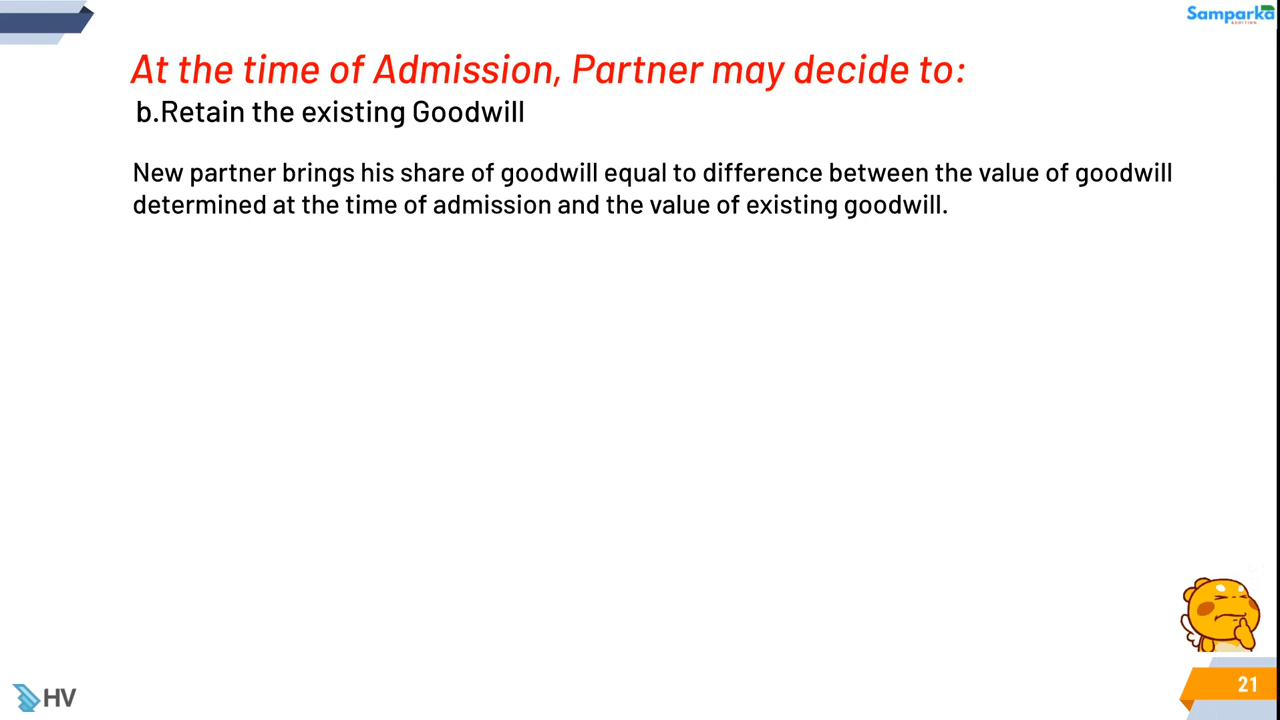 Samparka
At the time of Admission, Partner may decide to:
b.Retain the existing Goodwill
New partner brings his share of goodwill equal to difference between the value of goodwill
determined at the time of admission and the value of existing goodwill.
HV
21